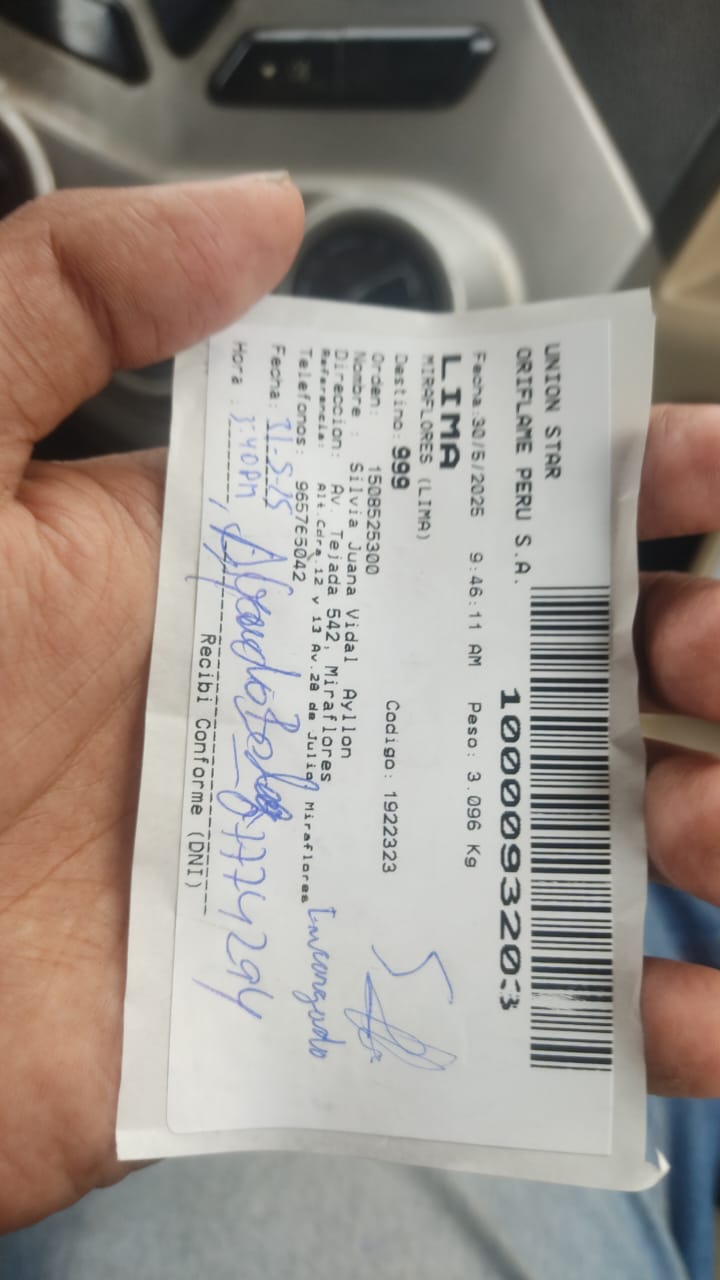 UNION STAR
ORIFLAME PERU S.A.
10000093203
Fecha:30/5/2025 9:46:11 AM Peso: 3.096 Kg
LIMA
MIRAFLORES (LIMA)
Destino: 999 Codigo: 1922323
Orden: 1508525300
Nombre : Silvia Juana Vidal Ayllon
Direccion: Av. Tejada 542, Miraflores
Referencia: Alt.Cdra 12 y 13 Av.28 de Julio Miraflores
Telefonos: 965765042
Encargado
Fecha: 31-5-25
Hora : 3:40PM
Recibi Conforme (DNI)